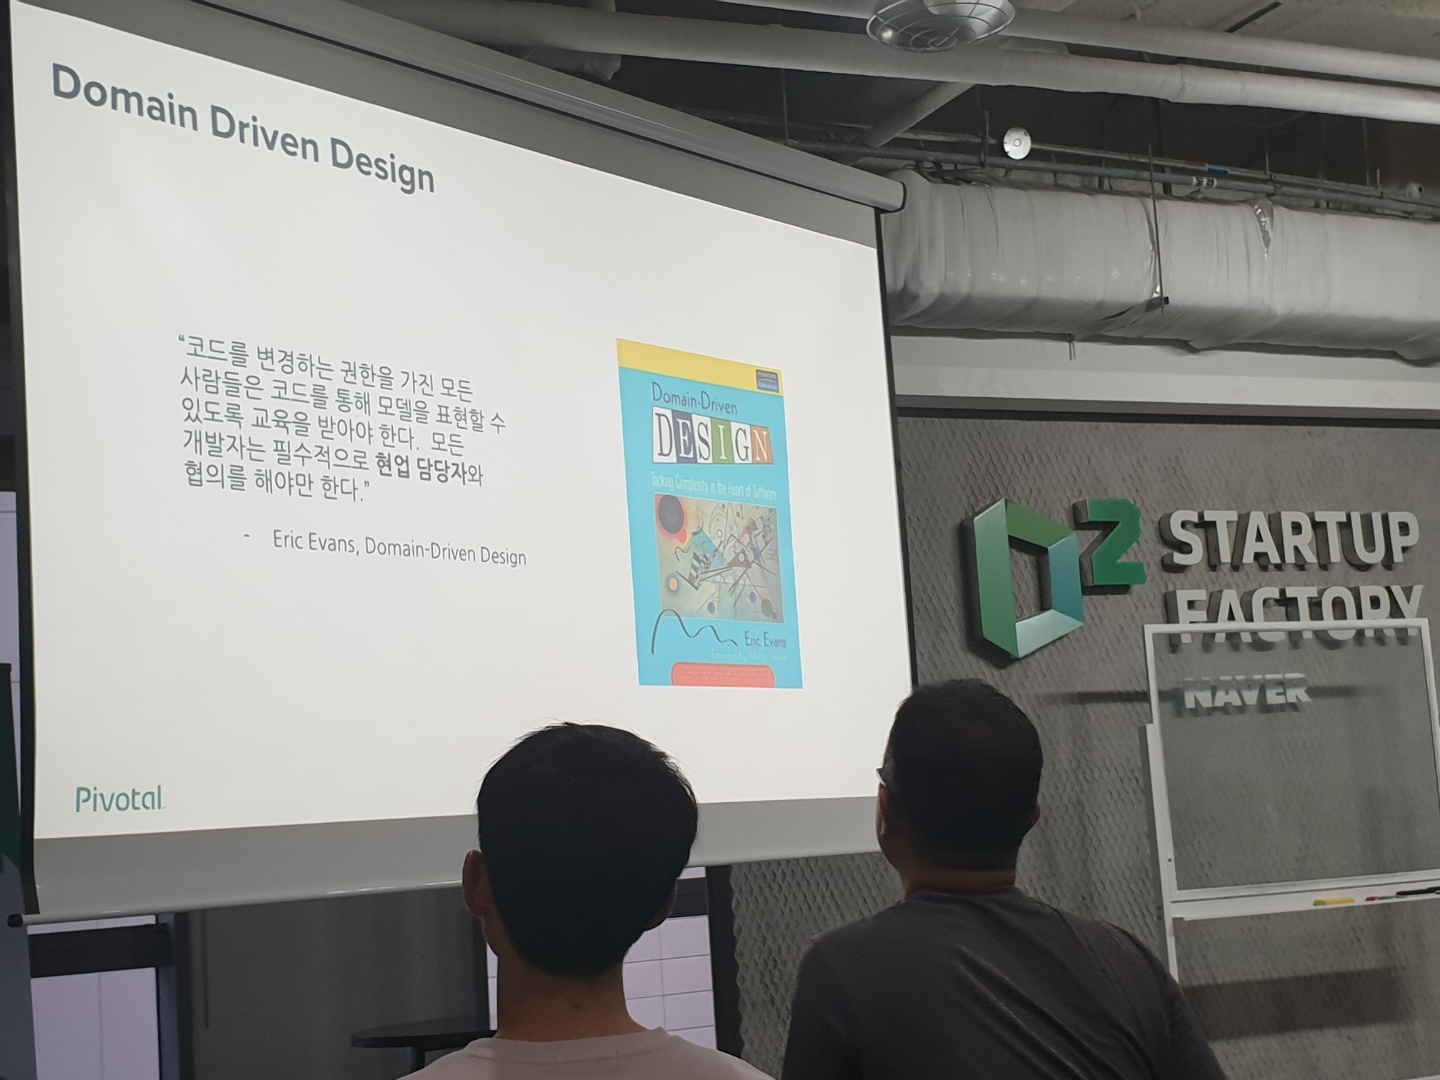 Domain Driven Design
“코드를 변경하는 권한을 가진 모든
사람들은 코드를 통해 모델을 표현할 수
있도록 교육을 받아야 한다. 모든
개발자는 필수적으로 현업 담당자와
협의를 해야만 한다.”
- Eric Evans, Domain-Driven Design
Domain-Driven
DESIGN
Tackling Complexity in the Heart of Software
Eric Evans
Pivotal
D2 STARTUP
FACTORY
NAVER